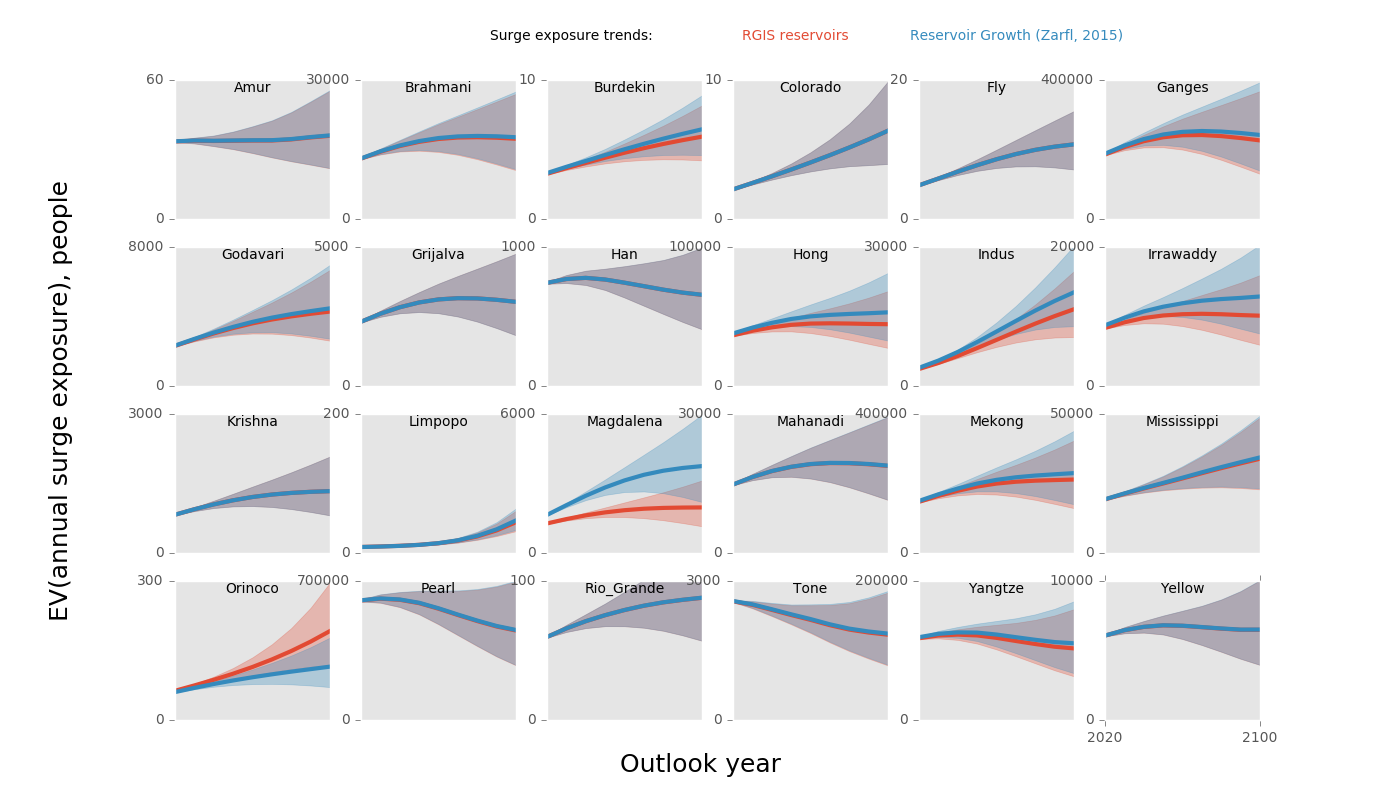 Surge exposure trends: RGIS reservoirs Reservoir Growth (Zarfl, 2015)
60 30000 10 10 20 400000
Amur Brahmani Burdekin Colorado Fly Ganges
0 0 0 0 0 0
8000 5000 1000 100000 30000 20000
Godavari Grijalva Han Hong Indus Irrawaddy
0 0 0 0 0 0
3000 200 6000 30000 400000 50000
Krishna Limpopo Magdalena Mahanadi Mekong Mississippi
0 0 0 0 0 0
300 700000 100 3000 200000 10000
Orinoco Pearl Rio_Grande Tone Yangtze Yellow
0 0 0 0 0 0
2020 2100
EV(annual surge exposure), people
Outlook year